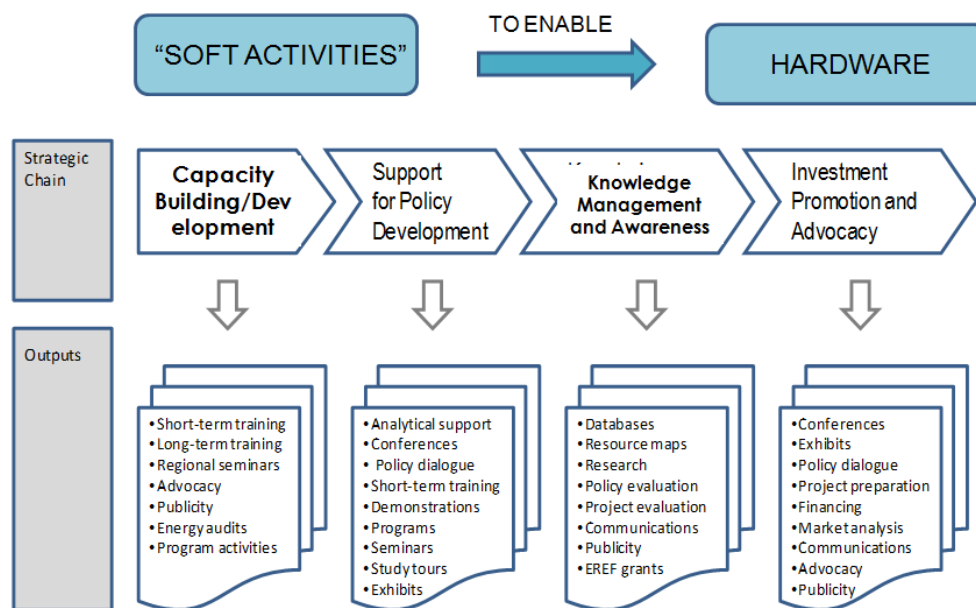 TO ENABLE
“SOFT ACTIVITIES”
HARDWARE
Strategic
Chain
Capacity
Building/Dev
elopment
Support
for Policy
Development
Knowledge
Management
and Awareness
Investment
Promotion and
Advocacy
Outputs
•Short-term training
•Long-term training
•Regional seminars
•Advocacy
•Publicity
•Energy audits
•Program activities
•Analytical support
•Conferences
• Policy dialogue
•Short-term training
•Demonstrations
•Programs
•Seminars
•Study tours
•Exhibits
•Databases
•Resource maps
•Research
•Policy evaluation
•Project evaluation
•Communications
•Publicity
•EREF grants
•Conferences
•Exhibits
•Policy dialogue
•Project preparation
•Financing
•Market analysis
•Communications
•Advocacy
•Publicity